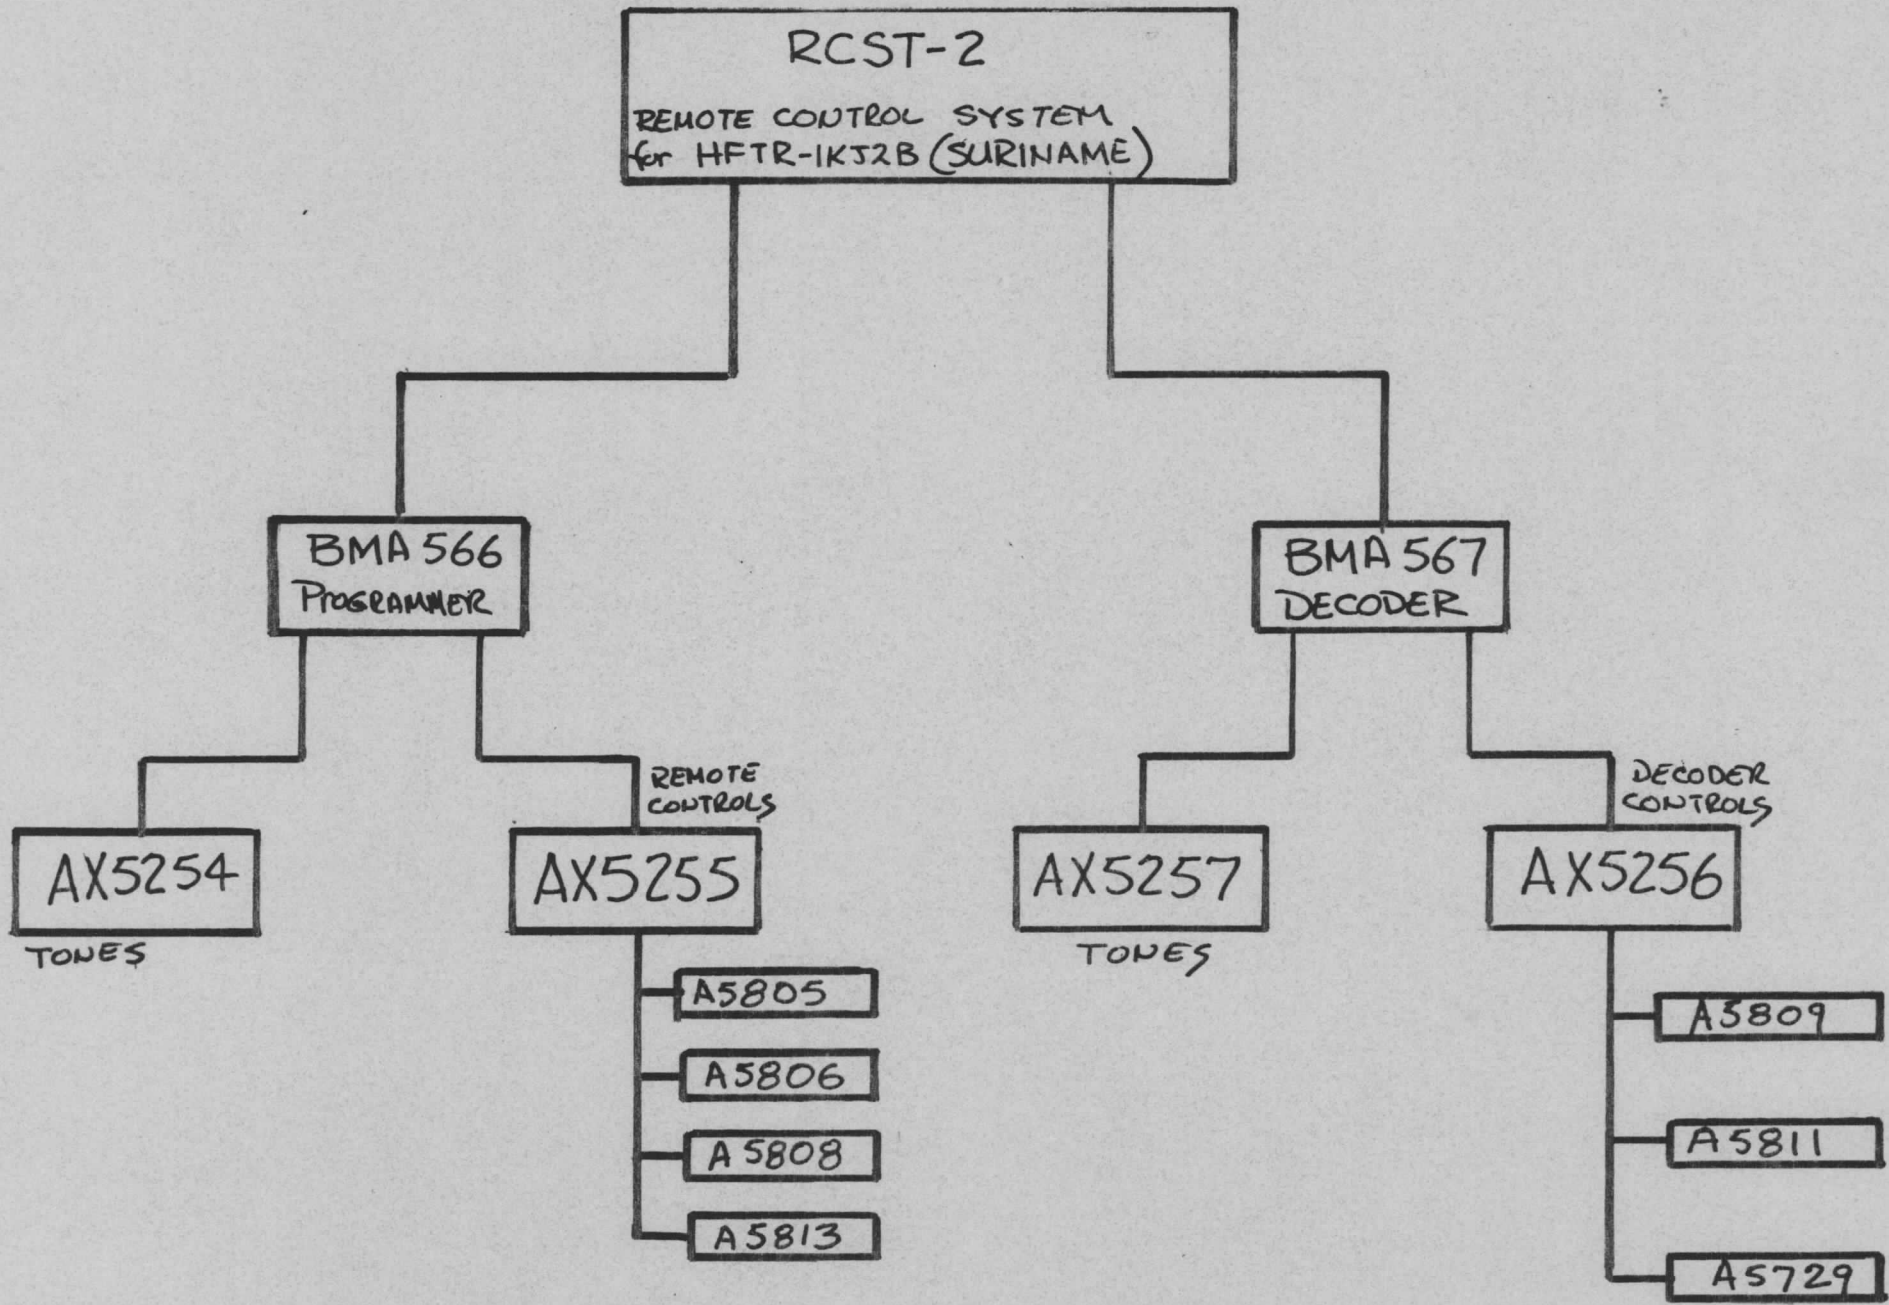 RCST-2
REMOTE CONTROL SYSTEM
for HFTR-1KJ2B (SURINAME)
BMA 566
PROGRAMMER
BMA 567
DECODER
REMOTE
CONTROLS
DECODER
CONTROLS
AX5254
TONES
AX5255
AX5257
TONES
AX5256
A5805
A5806
A5808
A5813
A5809
A5811
A5729